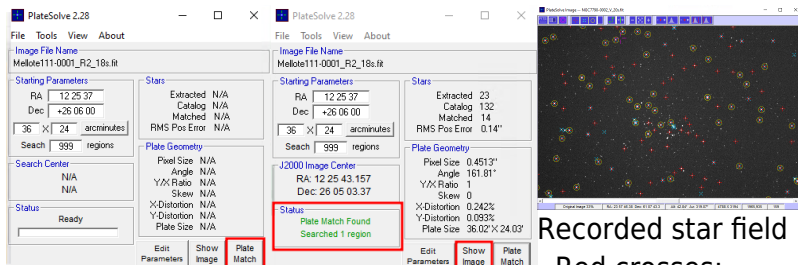 PlateSolve 2.28
File Tools View About
Image File Name
Mellote111-0001_R2_18s.fit
Starting Parameters
RA 12 25 37
Dec +26 06 00
36 X 24 arcminutes
Seach 999 regions
Search Center
N/A
N/A
Status
Ready
Stars
Extracted N/A
Catalog N/A
Matched N/A
RMS Pos Error N/A
Plate Geometry
Pixel Size N/A
Angle N/A
Y/X Ratio N/A
Skew N/A
X-Distortion N/A
Y-Distortion N/A
Plate Size N/A
Edit Parameters
Show Image
Plate Match
PlateSolve 2.28
File Tools View About
Image File Name
Mellote111-0001_R2_18s.fit
Starting Parameters
RA 12 25 37
Dec +26 06 00
36 X 24 arcminutes
Seach 999 regions
J2000 Image Center
RA: 12 25 43.157
Dec: 26 05 03.37
Status
Plate Match Found
Searched 1 region
Stars
Extracted 23
Catalog 132
Matched 14
RMS Pos Error 0.14"
Plate Geometry
Pixel Size 0.4513"
Angle 161.81°
Y/X Ratio 1
Skew 0
X-Distortion 0.242%
Y-Distortion 0.093%
Plate Size 36.02' X 24.03'
Edit Parameters
Show Image
Plate Match
Recorded star field
Red crosses: